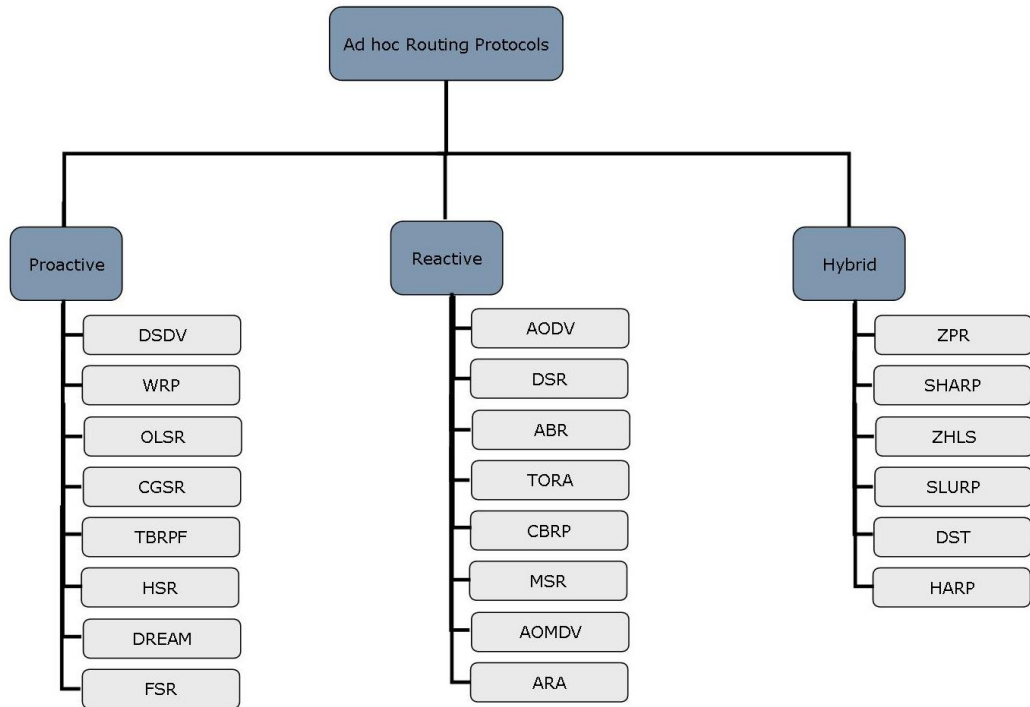 Ad hoc Routing Protocols
Proactive
DSDV
WRP
OLSR
CGSR
TBRPF
HSR
DREAM
FSR
Reactive
AODV
DSR
ABR
TORA
CBRP
MSR
AOMDV
ARA
Hybrid
ZPR
SHARP
ZHLS
SLURP
DST
HARP